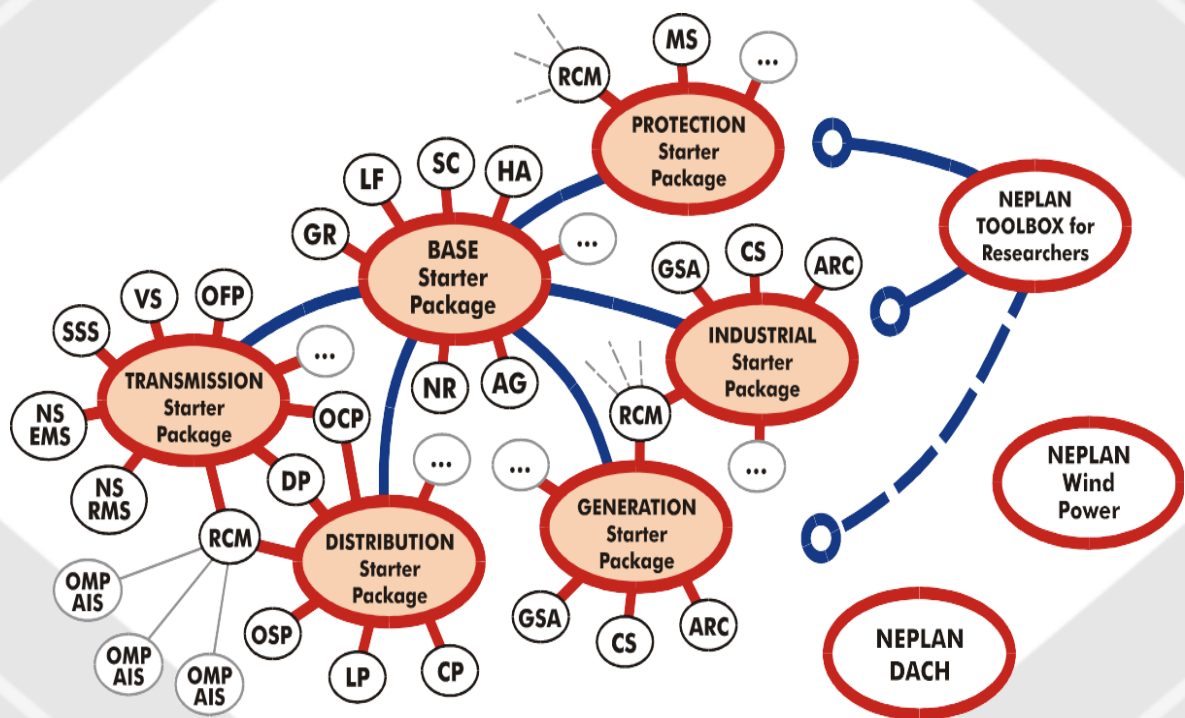 MS
...
RCM
PROTECTION
Starter
Package
SC
HA
LF
GR
BASE
Starter
Package
...
NEPLAN
TOOLBOX for
Researchers
GSA
CS
ARC
INDUSTRIAL
Starter
Package
VS
OFP
SSS
...
TRANSMISSION
Starter
Package
NR
AG
NS
EMS
OCP
RCM
...
...
...
NS
RMS
DP
NEPLAN
Wind
Power
GENERATION
Starter
Package
RCM
DISTRIBUTION
Starter
Package
OMP
AIS
OMP
AIS
OMP
AIS
OSP
LP
CP
GSA
CS
ARC
NEPLAN
DACH